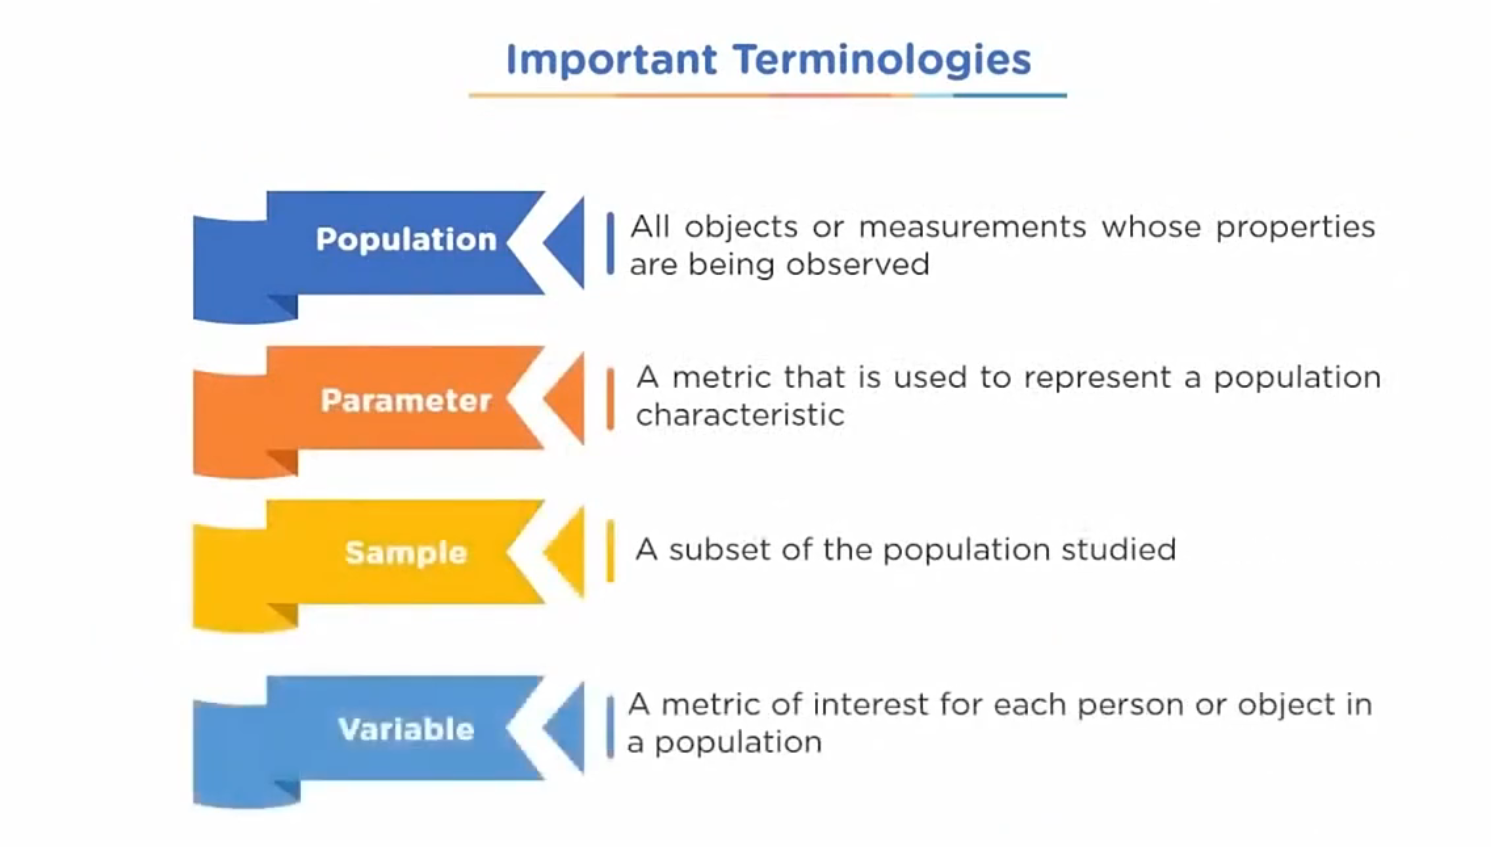 Important Terminologies
Population
All objects or measurements whose properties
are being observed
Parameter
A metric that is used to represent a population
characteristic
Sample
A subset of the population studied
Variable
A metric of interest for each person or object in
a population